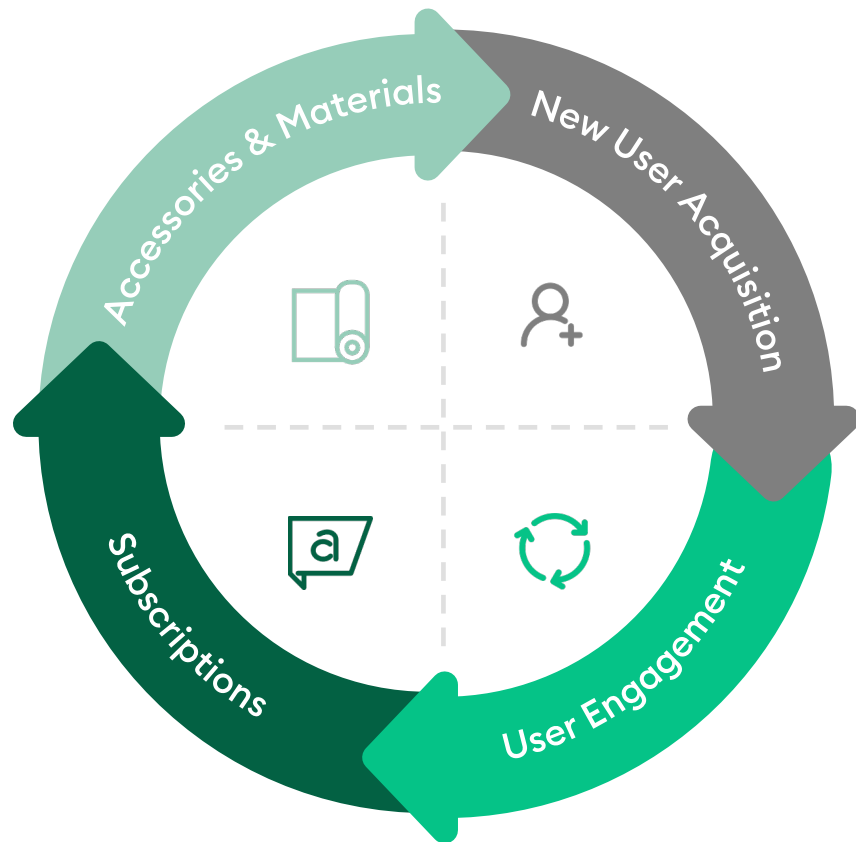 Accessories & Materials
New User Acquisition
User Engagement
Subscriptions
a